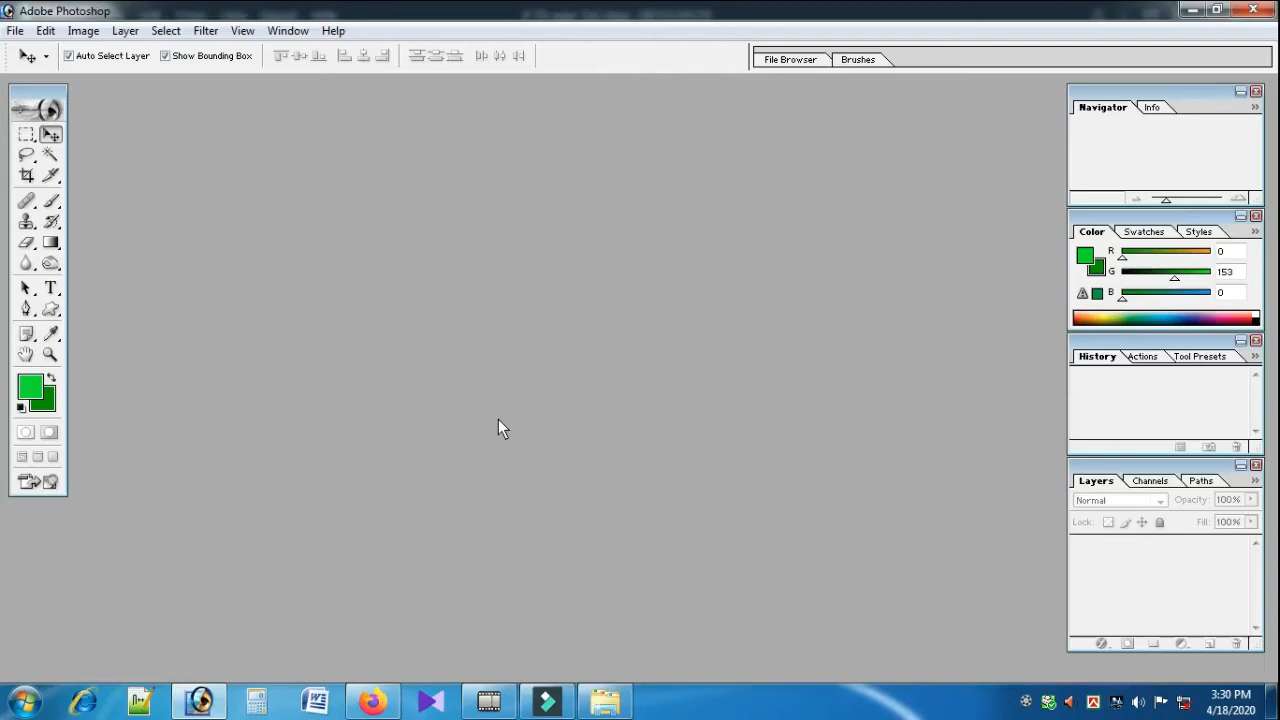 Adobe Photoshop
File Edit Image Layer Select Filter View Window Help
Auto Select Layer Show Bounding Box File Browser Brushes
Navigator Info
Color Swatches Styles
R 0
G 153
B 0
T
History Actions Tool Presets
Layers Channels Paths
Normal Opacity: 100%
Lock: Fill: 100%
3:30 PM
4/18/2020